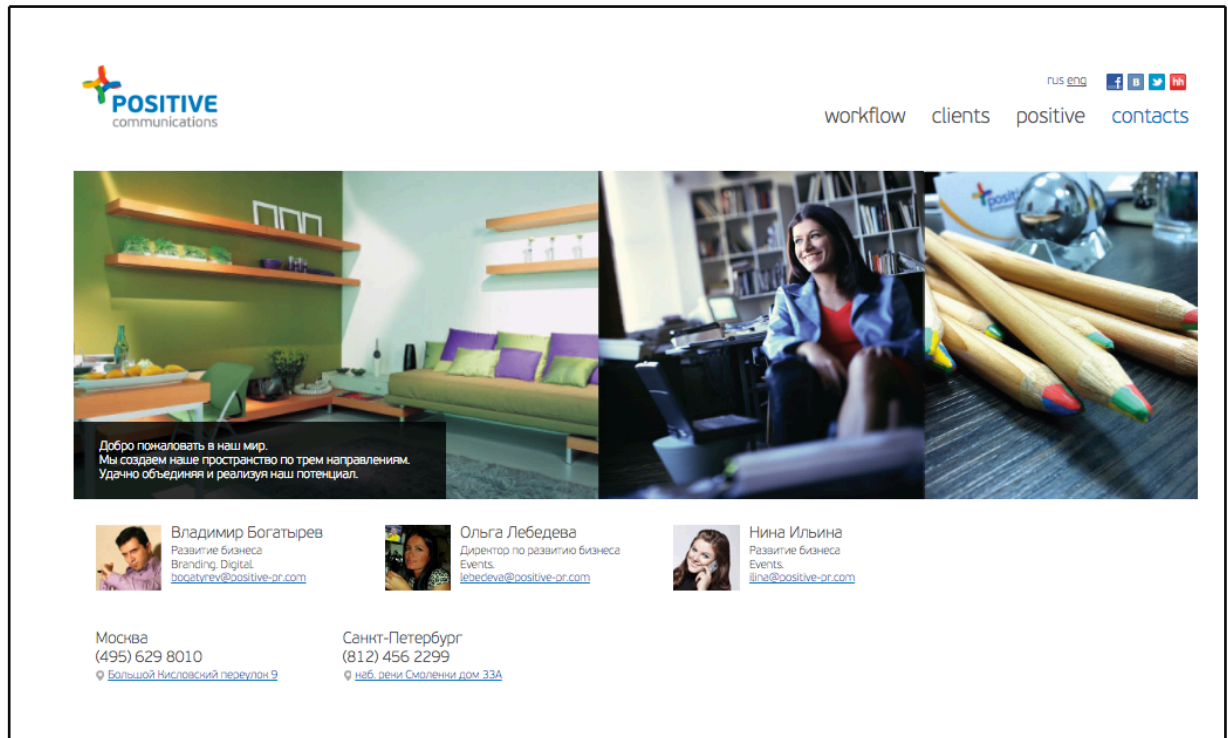 POSITIVE
communications
rus eng
f B hh
workflow clients positive contacts
positive
Добро пожаловать в наш мир.
Мы создаем наше пространство по трем направлениям.
Удачно объединяя и реализуя наш потенциал.
Владимир Богатырев
Развитие бизнеса
Branding. Digital.
bogatyrev@positive-pr.com
Ольга Лебедева
Директор по развитию бизнеса
Events.
lebedeva@positive-pr.com
Нина Ильина
Развитие бизнеса
Events.
ilina@positive-pr.com
Москва
(495) 629 8010
Большой Кисловский переулок 9
Санкт-Петербург
(812) 456 2299
наб. реки Смоленки дом 33А